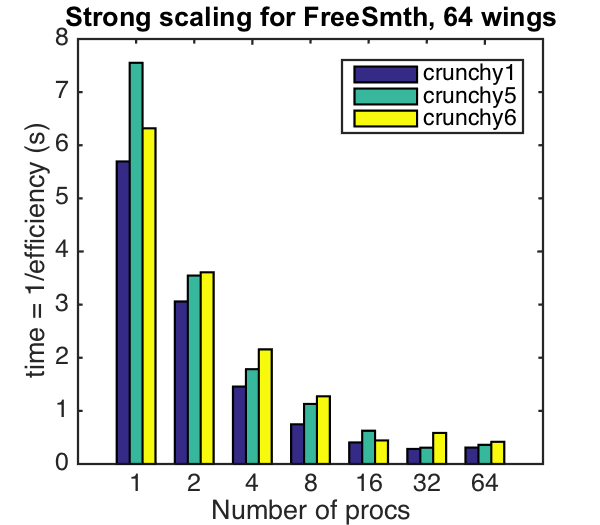 Strong scaling for FreeSmth, 64 wings
time = 1/efficiency (s)
8
7
6
5
4
3
2
1
0
crunchy1
crunchy5
crunchy6
1 2 4 8 16 32 64
Number of procs